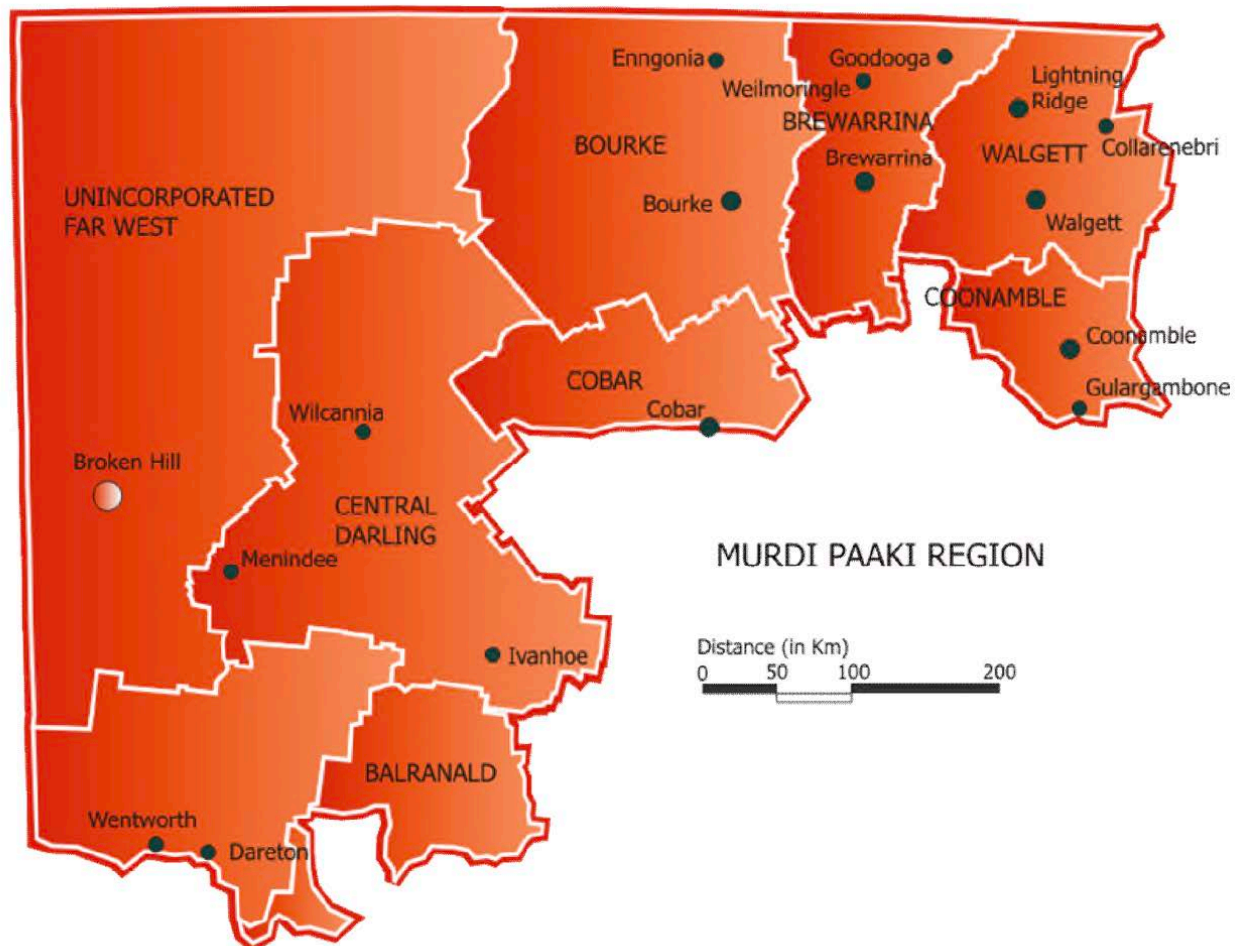 Enngonia
Goodooga
Weilmoringle
Lightning
Ridge
BREWARRINA
Collarenebri
BOURKE
WALGETT
Brewarrina
UNINCORPORATED
FAR WEST
Bourke
Walgett
COONAMBLE
Coonamble
COBAR
Gulargambone
Wilcannia
Cobar
Broken Hill
CENTRAL
DARLING
Menindee
MURDI PAAKI REGION
Ivanhoe
Distance (in Km)
0 50 100 200
BALRANALD
Wentworth
Dareton